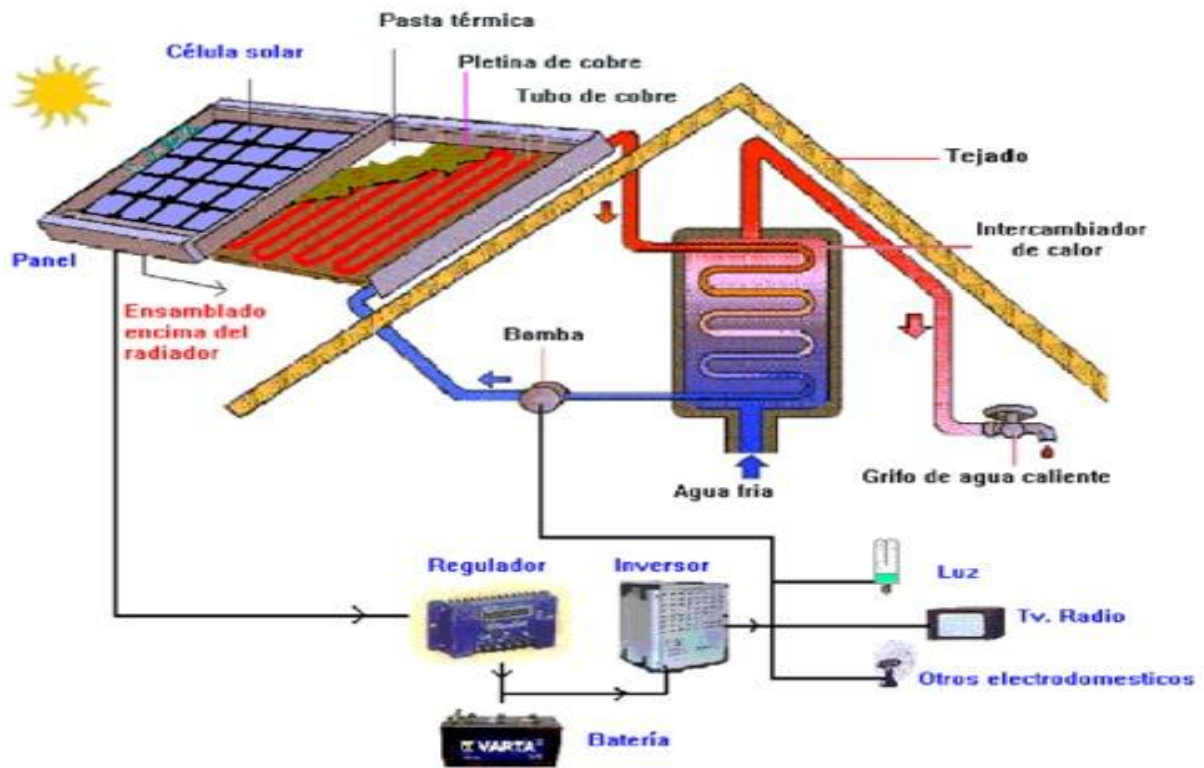 Pasta térmica
Célula solar
Pletina de cobre
Tubo de cobre
Tejado
Intercambiador
de calor
Panel
Ensamblado
encima del
radiador
Bomba
Agua fria
Grifo de agua caliente
Regulador
Inversor
Luz
Tv. Radio
Otros electrodomesticos
Batería
VARTA